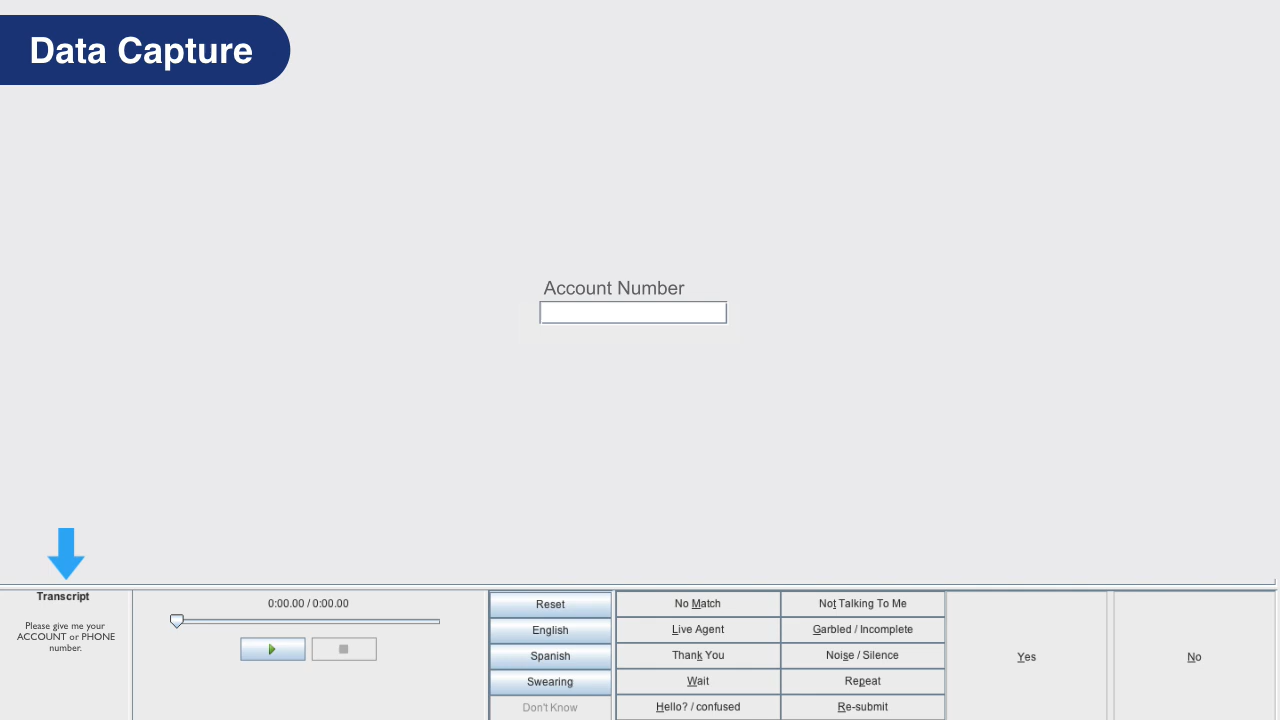 Data Capture
Account Number
Transcript
Please give me your
ACCOUNT or PHONE
number.
0:00.00 / 0:00.00
Reset
English
Spanish
Swearing
Don't Know
No Match
Live Agent
Thank You
Wait
Hello? / confused
Not Talking To Me
Garbled / Incomplete
Noise / Silence
Repeat
Re-submit
Yes
No